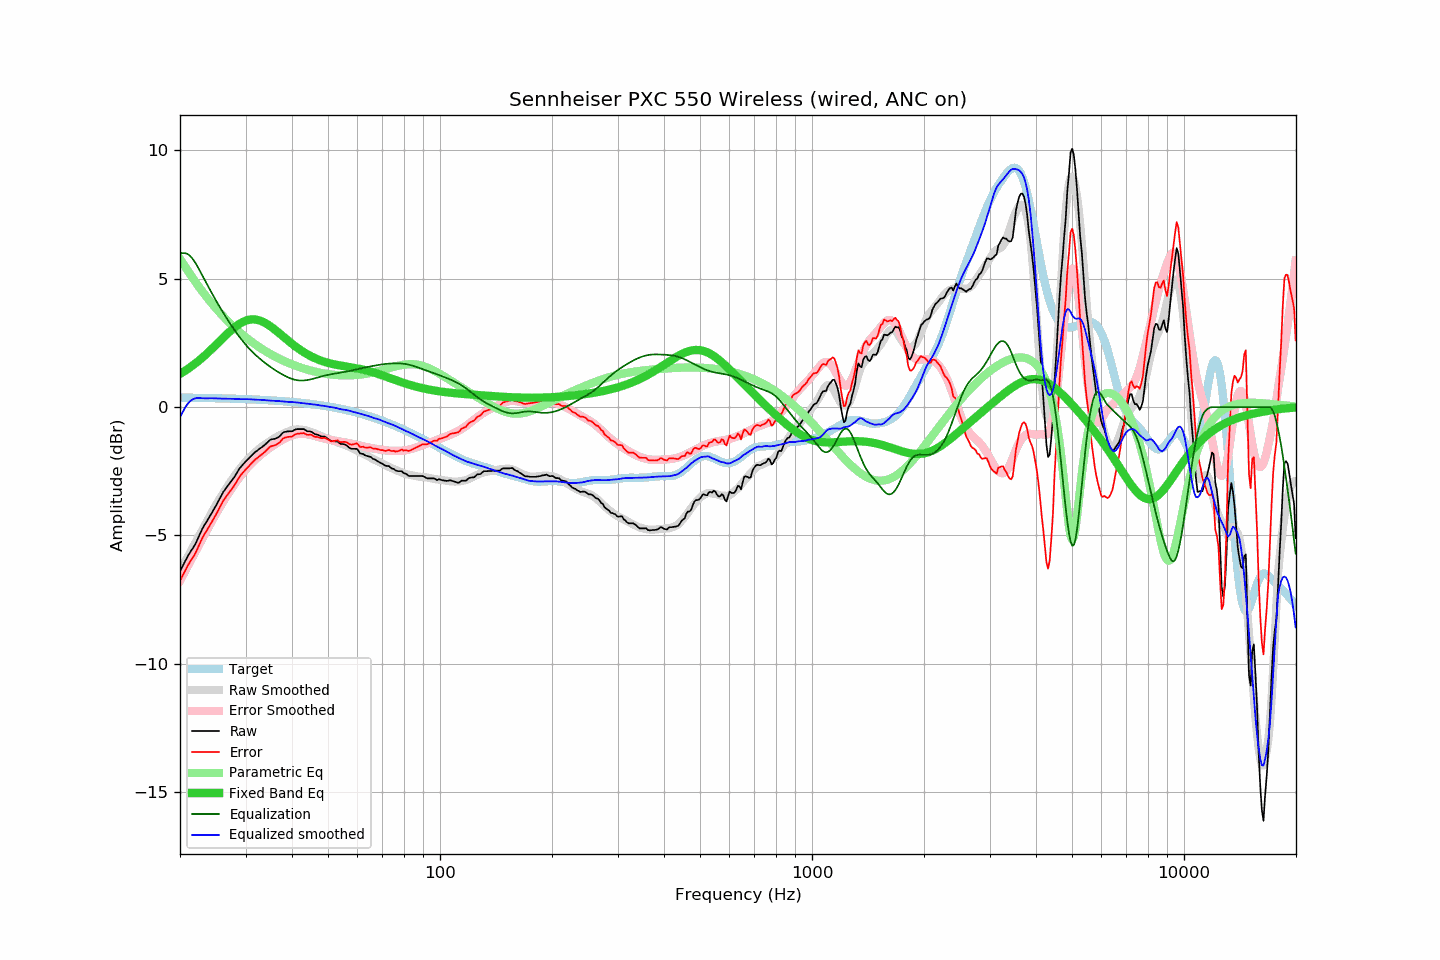 Sennheiser PXC 550 Wireless (wired, ANC on)
10
5
0
−5
−10
−15
Amplitude (dBr)
Target
Raw Smoothed
Error Smoothed
Raw
Error
Parametric Eq
Fixed Band Eq
Equalization
Equalized smoothed
100
1000
10000
Frequency (Hz)